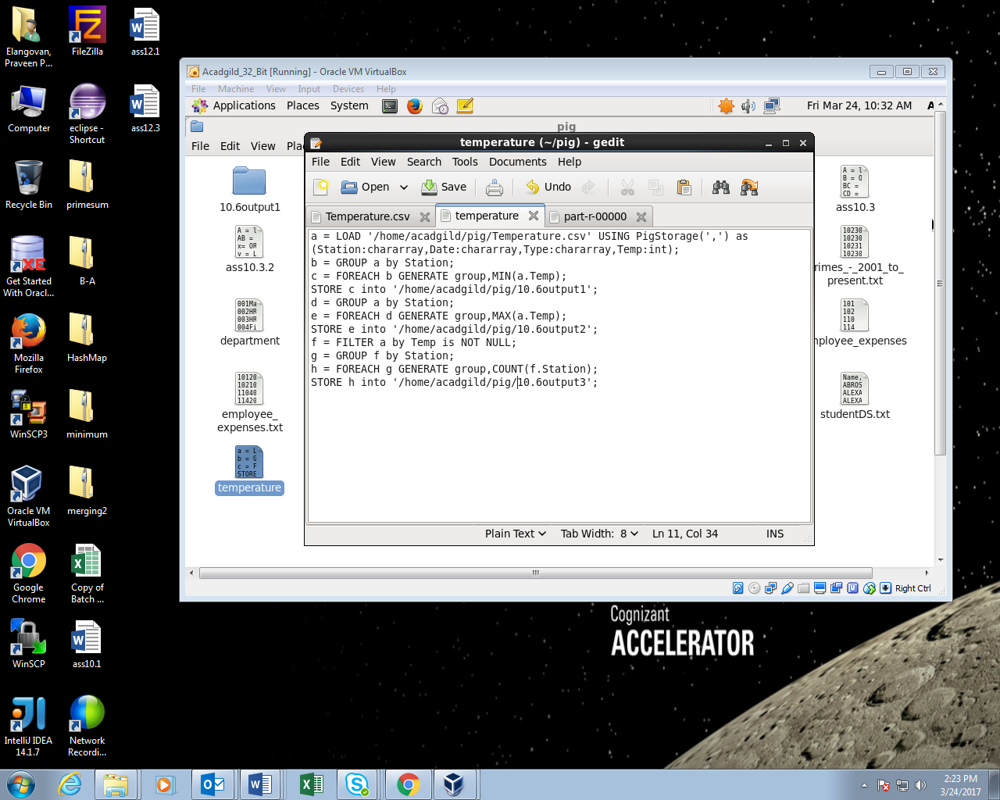 Elangovan, Praveen P...
FileZilla
ass12.1
Computer
eclipse - Shortcut
ass12.3
Recycle Bin
primesum
Get Started With Oracl...
B-A
Mozilla Firefox
HashMap
WinSCP3
minimum
Oracle VM VirtualBox
merging2
Google Chrome
Copy of Batch ...
WinSCP
ass10.1
IntelliJ IDEA 14.1.7
Network Recordi...
Acadgild_32_Bit [Running] - Oracle VM VirtualBox
File Machine View Input Devices Help
Applications Places System
Fri Mar 24, 10:32 AM A
pig
File Edit View Pla
10.6output1
ass10.3.2
department
employee_expenses.txt
temperature
temperature (~/pig) - gedit
File Edit View Search Tools Documents Help
Open Save Undo
Temperature.csv temperature part-r-00000
a = LOAD '/home/acadgild/pig/Temperature.csv' USING PigStorage(',') as
(Station:chararray,Date:chararray,Type:chararray,Temp:int);
b = GROUP a by Station;
c = FOREACH b GENERATE group,MIN(a.Temp);
STORE c into '/home/acadgild/pig/10.6output1';
d = GROUP a by Station;
e = FOREACH d GENERATE group,MAX(a.Temp);
STORE e into '/home/acadgild/pig/10.6output2';
f = FILTER a by Temp is NOT NULL;
g = GROUP f by Station;
h = FOREACH g GENERATE group,COUNT(f.Station);
STORE h into '/home/acadgild/pig/10.6output3';
Plain Text Tab Width: 8 Ln 11, Col 34 INS
ass10.3
rimes_-_2001_to_
present.txt
ployee_expenses
studentDS.txt
Right Ctrl
Cognizant
ACCELERATOR
2:23 PM
3/24/2017